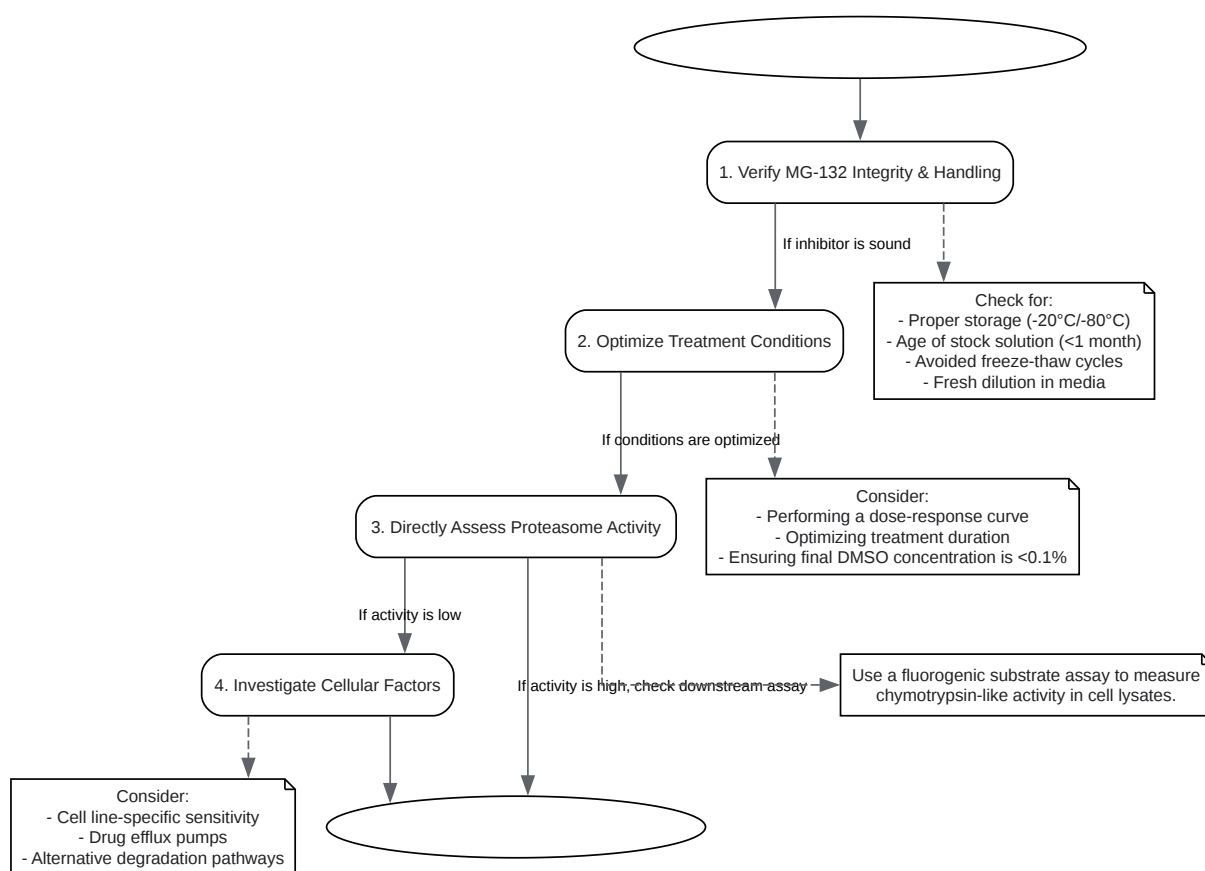 1. Verify MG-132 Integrity & Handling
If inhibitor is sound
Check for:
- Proper storage (-20°C/-80°C)
- Age of stock solution (<1 month)
- Avoided freeze-thaw cycles
- Fresh dilution in media
2. Optimize Treatment Conditions
If conditions are optimized
Consider:
- Performing a dose-response curve
- Optimizing treatment duration
- Ensuring final DMSO concentration is <0.1%
3. Directly Assess Proteasome Activity
If activity is low
If activity is high, check downstream assay
Use a fluorogenic substrate assay to measure
chymotrypsin-like activity in cell lysates.
4. Investigate Cellular Factors
Consider:
- Cell line-specific sensitivity
- Drug efflux pumps
- Alternative degradation pathways